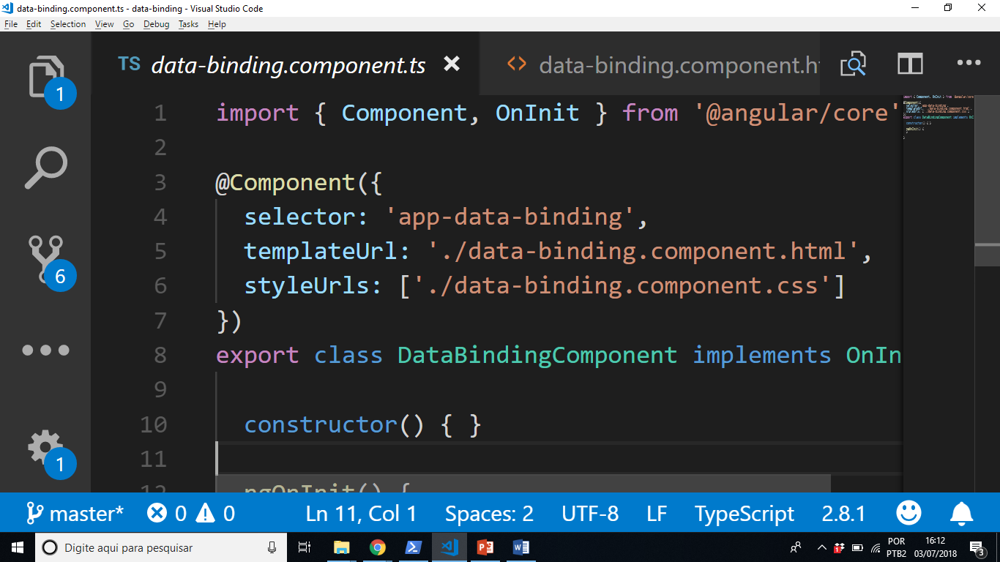 data-binding.component.ts - data-binding - Visual Studio Code
File Edit Selection View Go Debug Tasks Help
TS data-binding.component.ts data-binding.component.ht
1 import { Component, OnInit } from '@angular/core'
2
3 @Component({
4 selector: 'app-data-binding',
5 templateUrl: './data-binding.component.html',
6 styleUrls: ['./data-binding.component.css']
7 })
8 export class DataBindingComponent implements OnIn
9
10 constructor() { }
11
12 ngOnInit() {
1
6
1
master* 0 0 Ln 11, Col 1 Spaces: 2 UTF-8 LF TypeScript 2.8.1
Digite aqui para pesquisar
POR
PTB2
16:12
03/07/2018
3